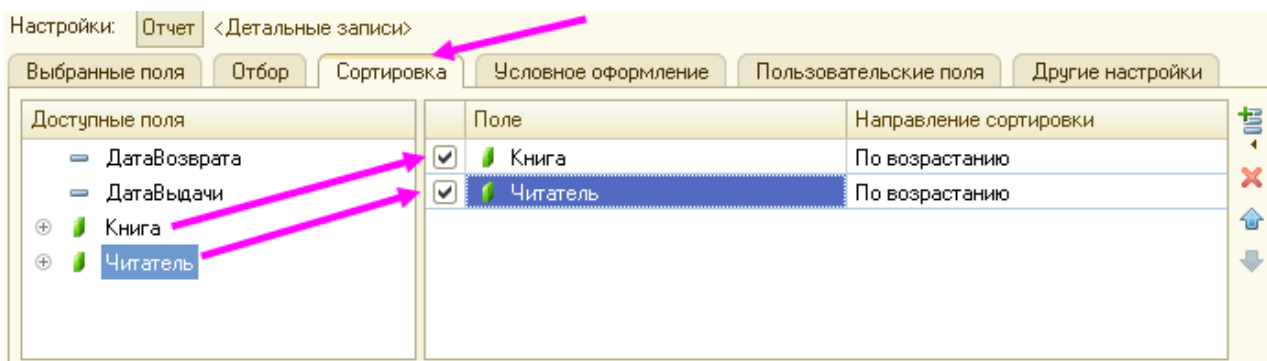 Настройки: Отчет <Детальные записи>
Выбранные поля Отбор Сортировка Условное оформление Пользовательские поля Другие настройки
Доступные поля Поле Направление сортировки
ДатаВозврата Книга По возрастанию
ДатаВыдачи Читатель По возрастанию
Книга
Читатель